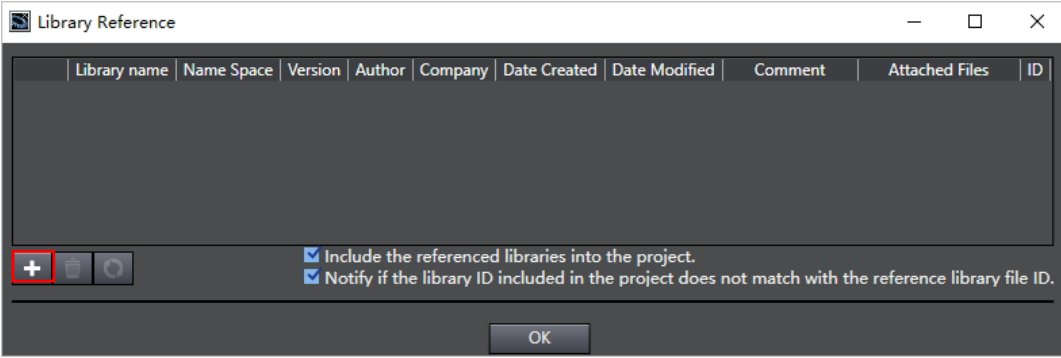 Library Reference
Library name Name Space Version Author Company Date Created Date Modified Comment Attached Files ID
Include the referenced libraries into the project.
Notify if the library ID included in the project does not match with the reference library file ID.
OK